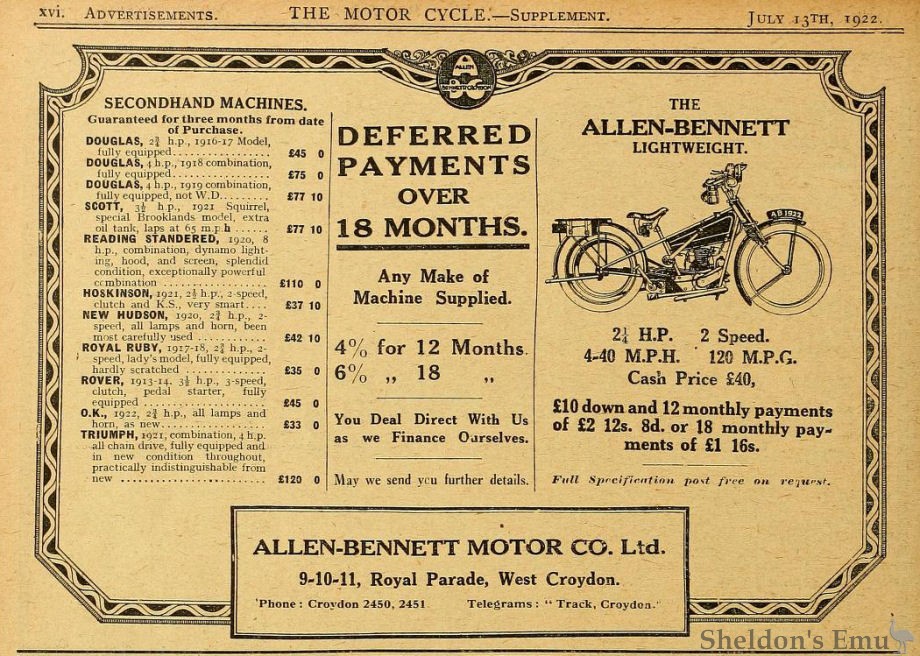 xvi. ADVERTISEMENTS. THE MOTOR CYCLE.—SUPPLEMENT. JULY 13TH, 1922.
ALLEN
A
B C
BENNETT CROYDON
SECONDHAND MACHINES.
Guaranteed for three months from date
of Purchase.
DOUGLAS, 2¾ h.p., 1916-17 Model,
fully equipped................ £45 0
DOUGLAS, 4 h.p., 1918 combination,
fully equipped................ £75 0
DOUGLAS, 4 h.p., 1919 combination,
fully equipped, not W.D........ £77 10
SCOTT, 3½ h.p., 1921 Squirrel,
special Brooklands model, extra
oil tank, laps at 65 m.p.h ...... £77 10
READING STANDERED, 1920, 8
h.p., combination, dynamo light-
ing, hood, and screen, splendid
condition, exceptionally powerful
combination .................. £110 0
HOSKINSON, 1921, 2½ h.p., 2-speed,
clutch and K.S., very smart.... £37 10
NEW HUDSON, 1920, 2¾ h.p., 2-
speed, all lamps and horn, been
most carefully used ............ £42 10
ROYAL RUBY, 1917-18, 2¾ h.p., 2-
speed, lady's model, fully equipped,
hardly scratched .............. £35 0
ROVER, 1913-14. 3½ h.p., 3-speed,
clutch, pedal starter, fully
equipped .................... £45 0
O.K., 1922, 2¾ h.p., all lamps and
horn, as new.................. £33 0
TRIUMPH, 1921, combination, 4 h.p.
all chain drive, fully equipped and
in new condition throughout,
practically indistinguishable from
new ........................ £120 0
DEFERRED
PAYMENTS
OVER
18 MONTHS.
Any Make of
Machine Supplied.
4% for 12 Months.
6% „ 18 „
You Deal Direct With Us
as we Finance Ourselves.
May we send you further details.
THE
ALLEN-BENNETT
LIGHTWEIGHT.
AB 1922
2¼ H.P. 2 Speed.
4-40 M.P.H. 120 M.P.G.
Cash Price £40,
£10 down and 12 monthly payments
of £2 12s. 8d. or 18 monthly pay-
ments of £1 16s.
Full Specification post free on request.
ALLEN-BENNETT MOTOR CO. Ltd.
9-10-11, Royal Parade, West Croydon.
'Phone: Croydon 2450, 2451 Telegrams: "Track, Croydon."
Sheldon's Emu